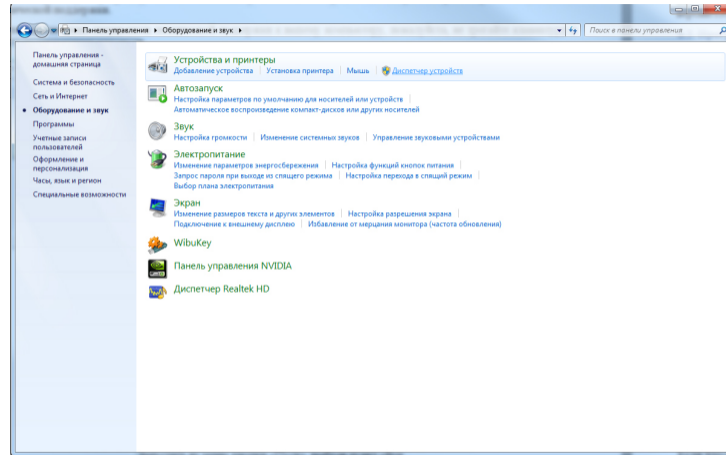 Панель управления ▸ Оборудование и звук ▸
Поиск в панели управления
Панель управления -
домашняя страница
Система и безопасность
Сеть и Интернет
Оборудование и звук
Программы
Учетные записи
пользователей
Оформление и
персонализация
Часы, язык и регион
Специальные возможности
Устройства и принтеры
Добавление устройства | Установка принтера | Мышь | Диспетчер устройств
Автозапуск
Настройка параметров по умолчанию для носителей или устройств |
Автоматическое воспроизведение компакт-дисков или других носителей
Звук
Настройка громкости | Изменение системных звуков | Управление звуковыми устройствами
Электропитание
Изменение параметров энергосбережения | Настройка функций кнопок питания |
Запрос пароля при выходе из спящего режима | Настройка перехода в спящий режим |
Выбор плана электропитания
Экран
Изменение размеров текста и других элементов | Настройка разрешения экрана |
Подключение к внешнему дисплею | Избавление от мерцания монитора (частота обновления)
WibuKey
Панель управления NVIDIA
Диспетчер Realtek HD